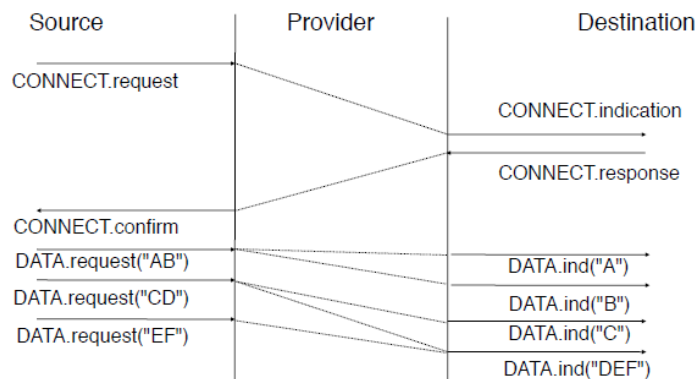 Source Provider Destination
CONNECT.request
CONNECT.indication
CONNECT.response
CONNECT.confirm
DATA.request("AB")
DATA.ind("A")
DATA.request("CD")
DATA.ind("B")
DATA.request("EF")
DATA.ind("C")
DATA.ind("DEF")